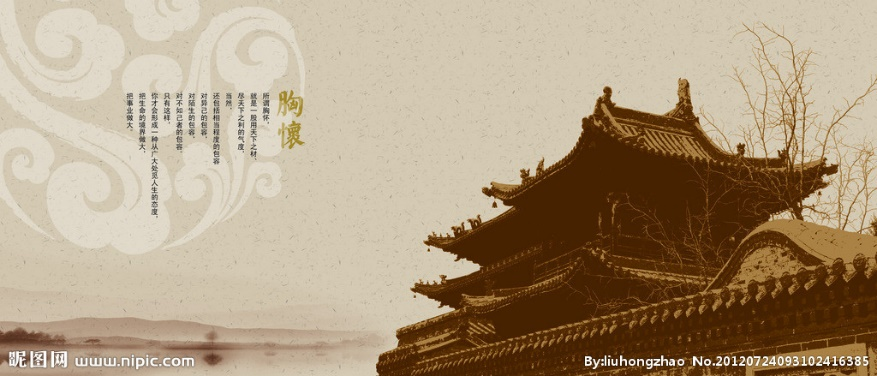 胸懷
所谓胸怀，
就是一般用天下之材，
尽天下之利的气度，
当然，
还包括相当程度的包容
对异己的包容，
对陌生的包容，
对不如己者的包容，
只有这样，
你才会形成一种从广大处见人生的态度，
把生命的境界做大，
把事业做大。
昵图网 www.nipic.com
By:liuhongzhao No.20120724093102416385